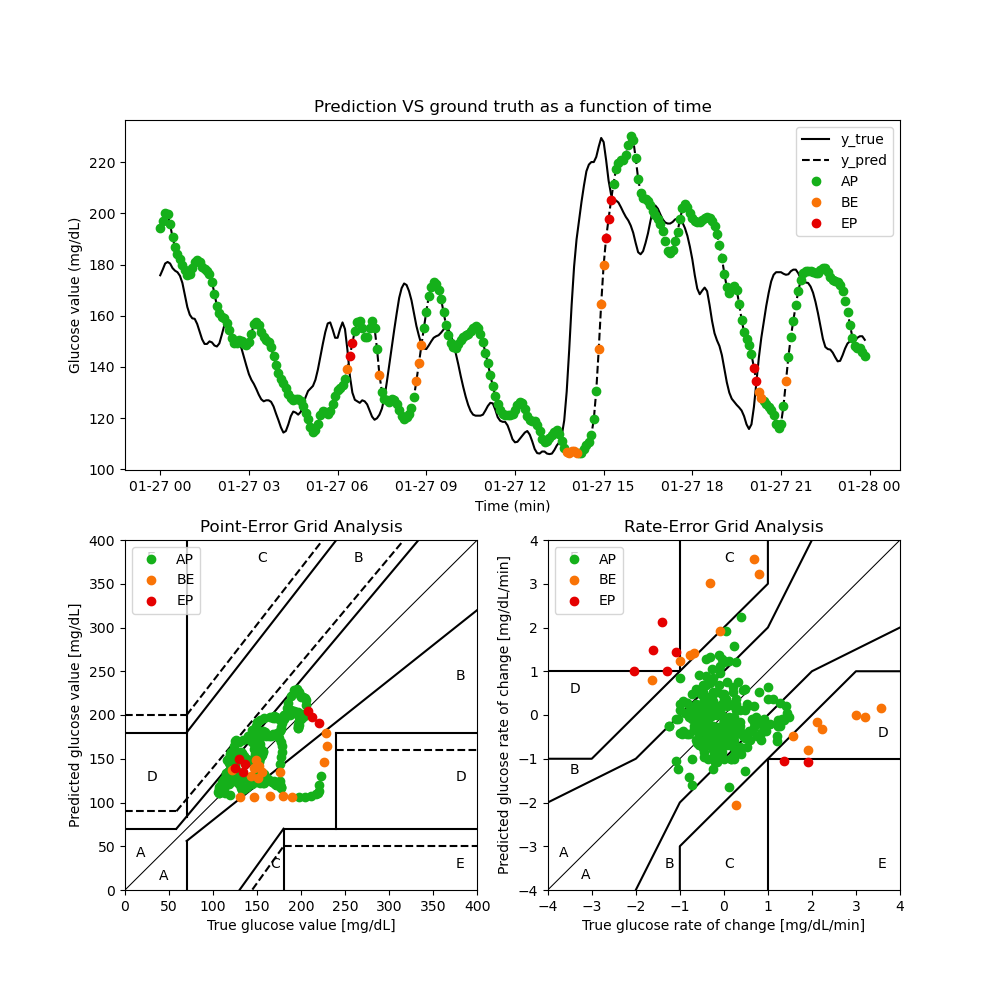 Prediction VS ground truth as a function of time
Glucose value (mg/dL)
220
200
180
160
140
120
100
y_true
y_pred
AP
BE
EP
01-27 00 01-27 03 01-27 06 01-27 09 01-27 12 01-27 15 01-27 18 01-27 21 01-28 00
Time (min)
Point-Error Grid Analysis
Predicted glucose value [mg/dL]
400
350
300
250
200
150
100
50
0
AP
BE
EP
C
B
B
D
D
A
A
C
E
0 50 100 150 200 250 300 350 400
True glucose value [mg/dL]
Rate-Error Grid Analysis
Predicted glucose rate of change [mg/dL/min]
4
3
2
1
0
−1
−2
−3
−4
AP
BE
EP
C
D
D
B
A
A
B
C
E
−4 −3 −2 −1 0 1 2 3 4
True glucose rate of change [mg/dL/min]